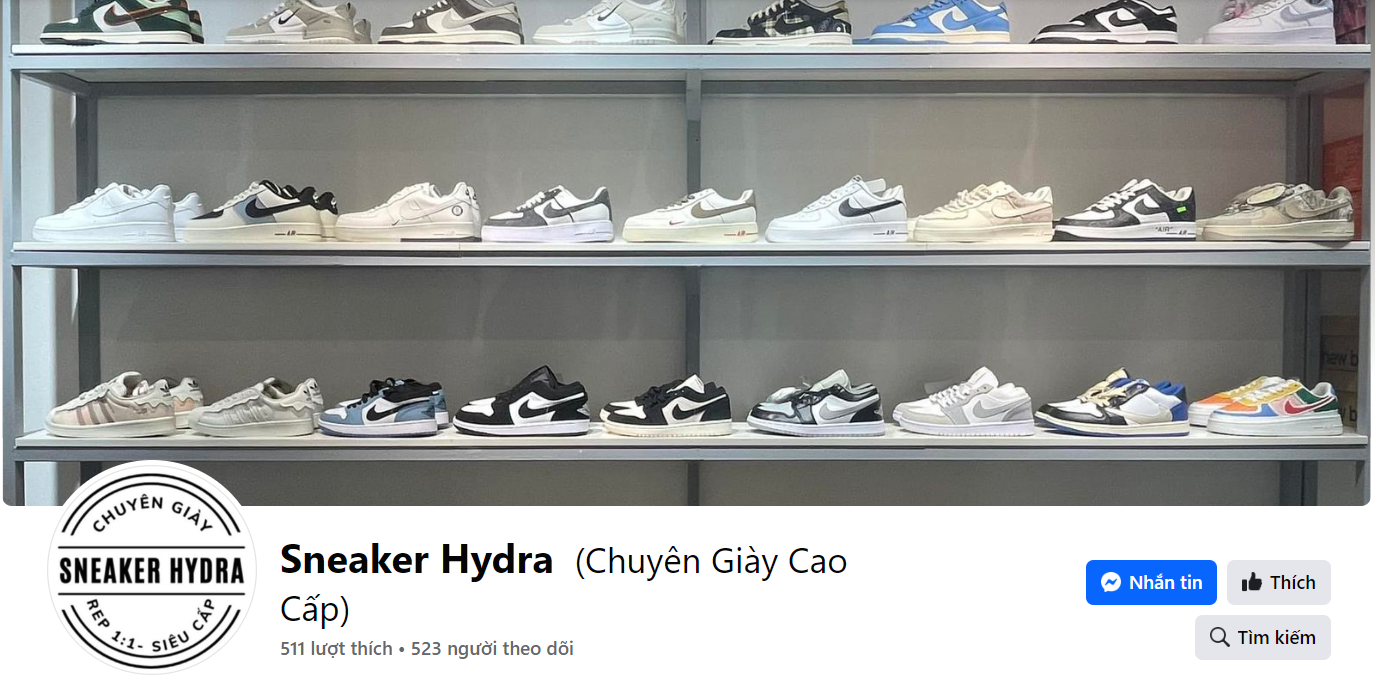 CHUYÊN GIÀY
SNEAKER HYDRA
REP 1:1- SIÊU CẤP
Sneaker Hydra (Chuyên Giày Cao
Cấp)
511 lượt thích • 523 người theo dõi
Nhắn tin
Thích
Tìm kiếm